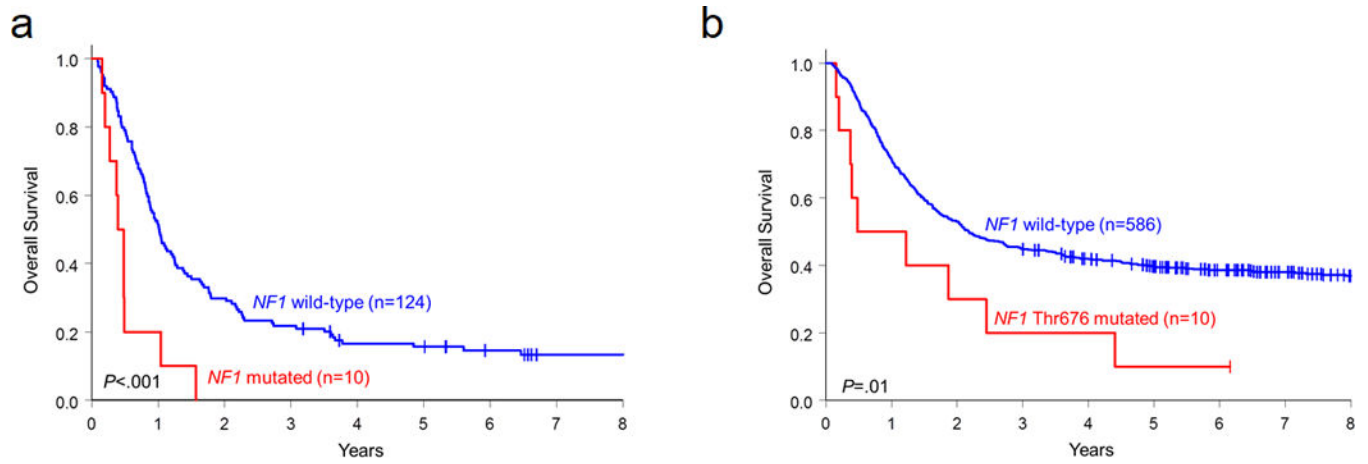 a
Overall Survival
1.0
0.8
0.6
0.4
0.2
0.0
NF1 wild-type (n=124)
NF1 mutated (n=10)
P<.001
0 1 2 3 4 5 6 7 8
Years
b
Overall Survival
1.0
0.8
0.6
0.4
0.2
0.0
NF1 wild-type (n=586)
NF1 Thr676 mutated (n=10)
P=.01
0 1 2 3 4 5 6 7 8
Years